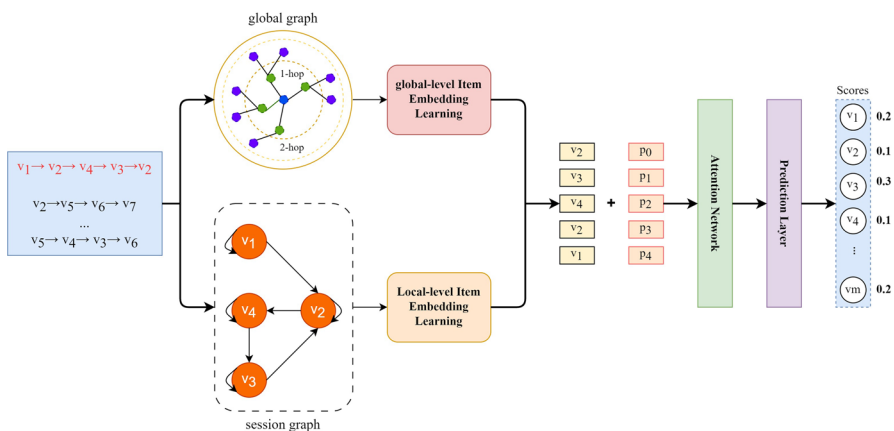 global graph
1-hop
2-hop
global-level Item
Embedding
Learning
v1→ v2→ v4→ v3→v2
v2→v5→ v6→ v7
...
v5→ v4→ v3→ v6
v1
v4
v2
v3
session graph
Local-level Item
Embedding
Learning
v2 p0
v3 p1
v4 + p2
v2 p3
v1 p4
Attention Network
Prediction Layer
Scores
v1 0.2
v2 0.1
v3 0.3
v4 0.1
...
vm 0.2